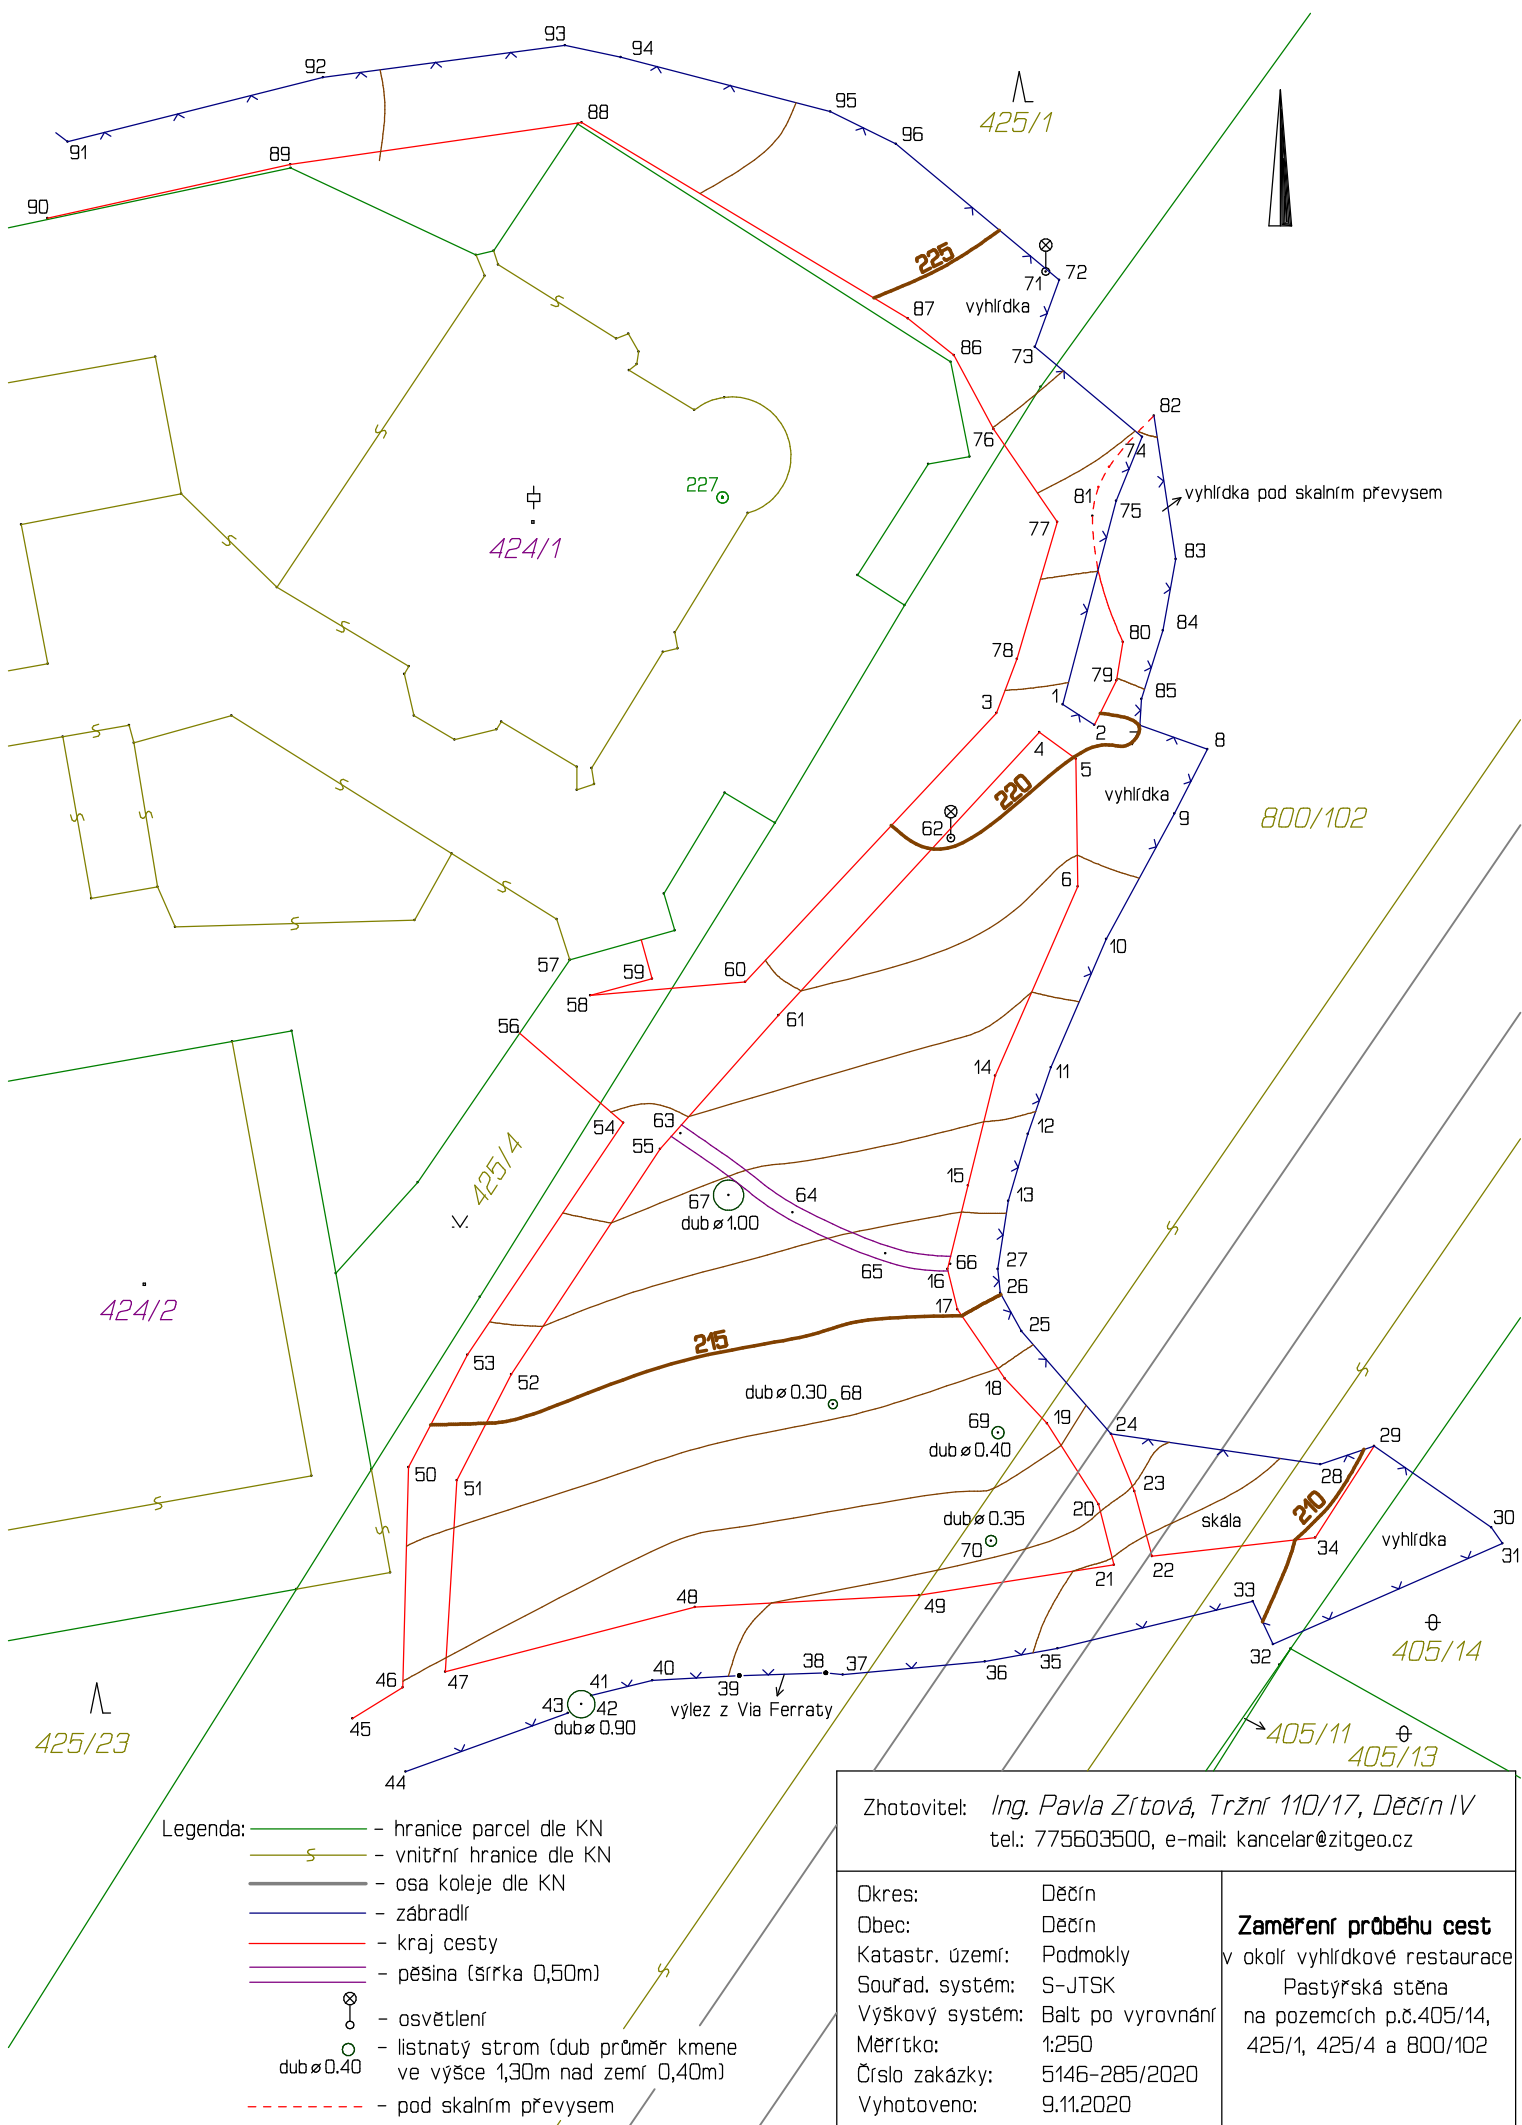 93
94
92
95
425/1
88
96
91
89
90
225
72
71
vyhlídka
87
73
86
82
76
74
227
81
75
vyhlídka pod skalním převysem
77
424/1
83
84
80
78
79
85
3
1
2
8
4
5
220
vyhlídka
62
9
800/102
6
10
57
59
60
58
56
61
14
11
63
54
12
55
425/4
15
64
13
67
dub ⌀ 1.00
27
66
65
16
26
424/2
17
25
215
53
52
18
dub ⌀ 0.30 68
19
69
24
dub ⌀ 0.40
29
50
28
51
23
210
20
dub ⌀ 0.35
skála
30
70
34
vyhlídka
31
22
21
33
48
49
405/14
35
32
46
47
40
38
37
36
41
39
43
42
výlez z Via Ferraty
45
dub ⌀ 0.90
425/23
405/11
405/13
44
Legenda:
- hranice parcel dle KN
- vnitřní hranice dle KN
- osa koleje dle KN
- zábradlí
- kraj cesty
- pěšina (šířka 0,50m)
- osvětlení
- listnatý strom (dub průměr kmene
dub ⌀ 0.40 ve výšce 1,30m nad zemí 0,40m)
- pod skalním převysem
Zhotovitel: Ing. Pavla Zítová, Tržní 110/17, Děčín IV
tel.: 775603500, e-mail: kancelar@zitgeo.cz
Okres: Děčín
Obec: Děčín
Katastr. území: Podmokly
Souřad. systém: S-JTSK
Výškový systém: Balt po vyrovnání
Měřítko: 1:250
Číslo zakázky: 5146-285/2020
Vyhotoveno: 9.11.2020
Zaměření průběhu cest
v okolí vyhlídkové restaurace
Pastýřská stěna
na pozemcích p.č.405/14,
425/1, 425/4 a 800/102